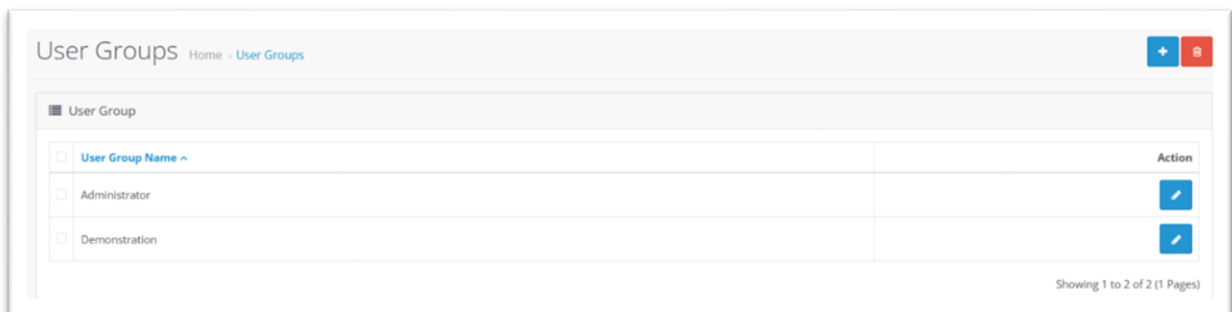 User Groups Home › User Groups
User Group
User Group Name Action
Administrator
Demonstration
Showing 1 to 2 of 2 (1 Pages)